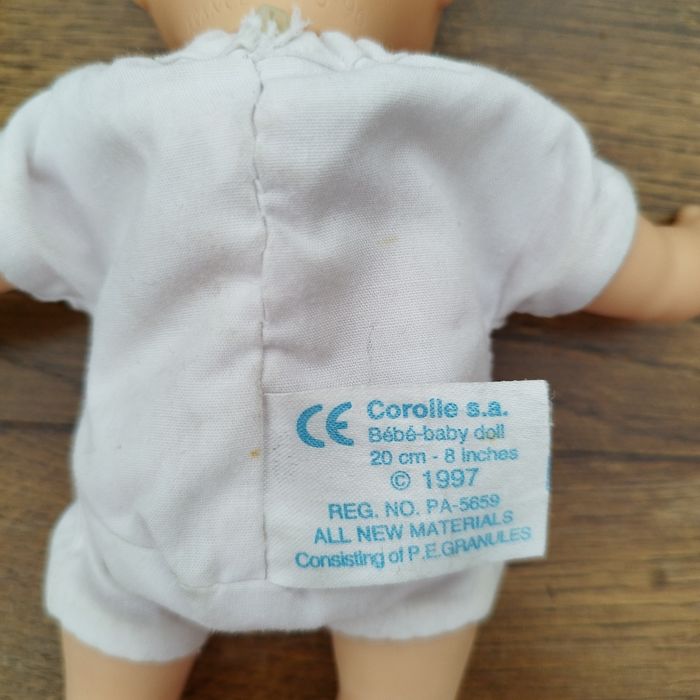 CE Corolle s.a.
Bébé-baby doll
20 cm - 8 inches
© 1997
REG. NO. PA-5659
ALL NEW MATERIALS
Consisting of P.E.GRANULES